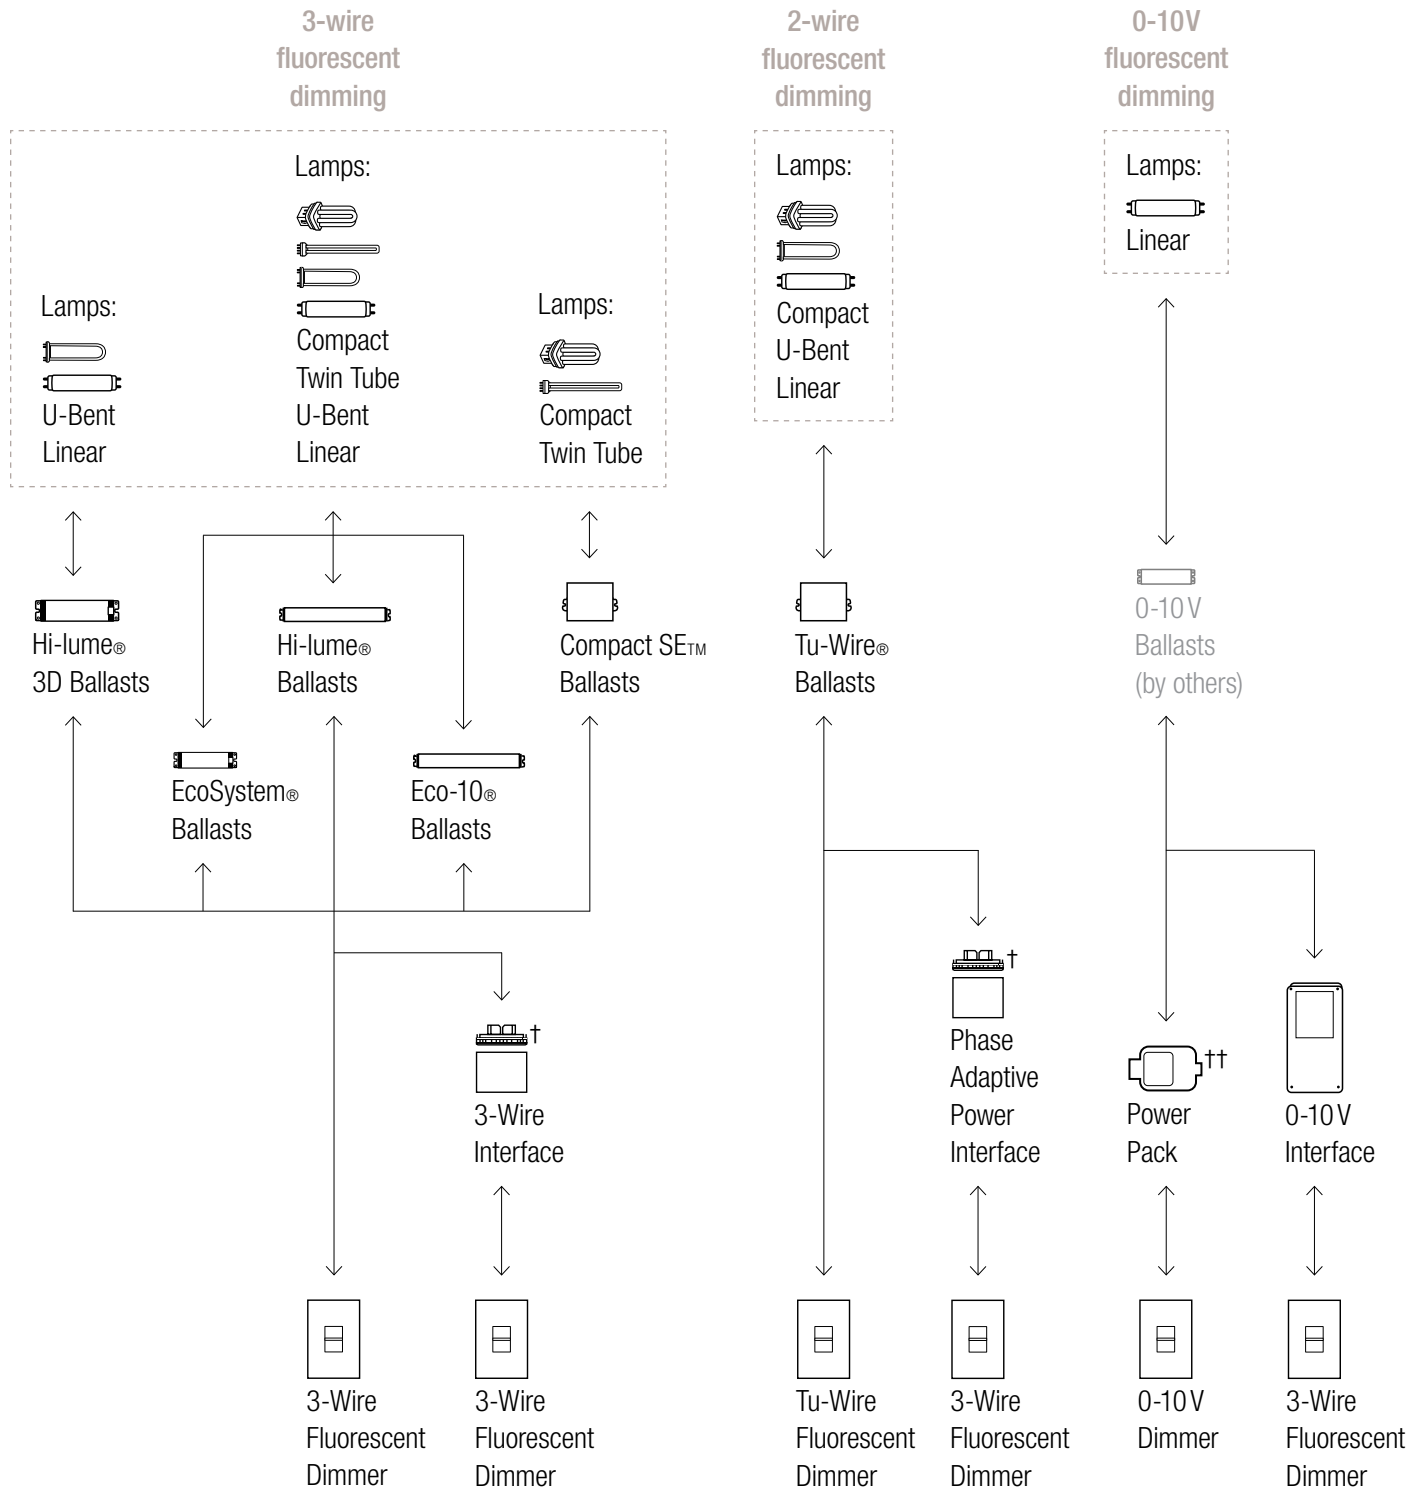 3-wire
fluorescent
dimming
2-wire
fluorescent
dimming
0-10V
fluorescent
dimming
Lamps:
U-Bent
Linear
Lamps:
Compact
Twin Tube
U-Bent
Linear
Lamps:
Compact
Twin Tube
Lamps:
Compact
U-Bent
Linear
Lamps:
Linear
Hi-lume®
3D Ballasts
Hi-lume®
Ballasts
Compact SE™
Ballasts
Tu-Wire®
Ballasts
0-10V
Ballasts
(by others)
EcoSystem®
Ballasts
Eco-10®
Ballasts
†
3-Wire
Interface
†
Phase
Adaptive
Power
Interface
††
Power
Pack
0-10V
Interface
3-Wire
Fluorescent
Dimmer
3-Wire
Fluorescent
Dimmer
Tu-Wire
Fluorescent
Dimmer
3-Wire
Fluorescent
Dimmer
0-10V
Dimmer
3-Wire
Fluorescent
Dimmer